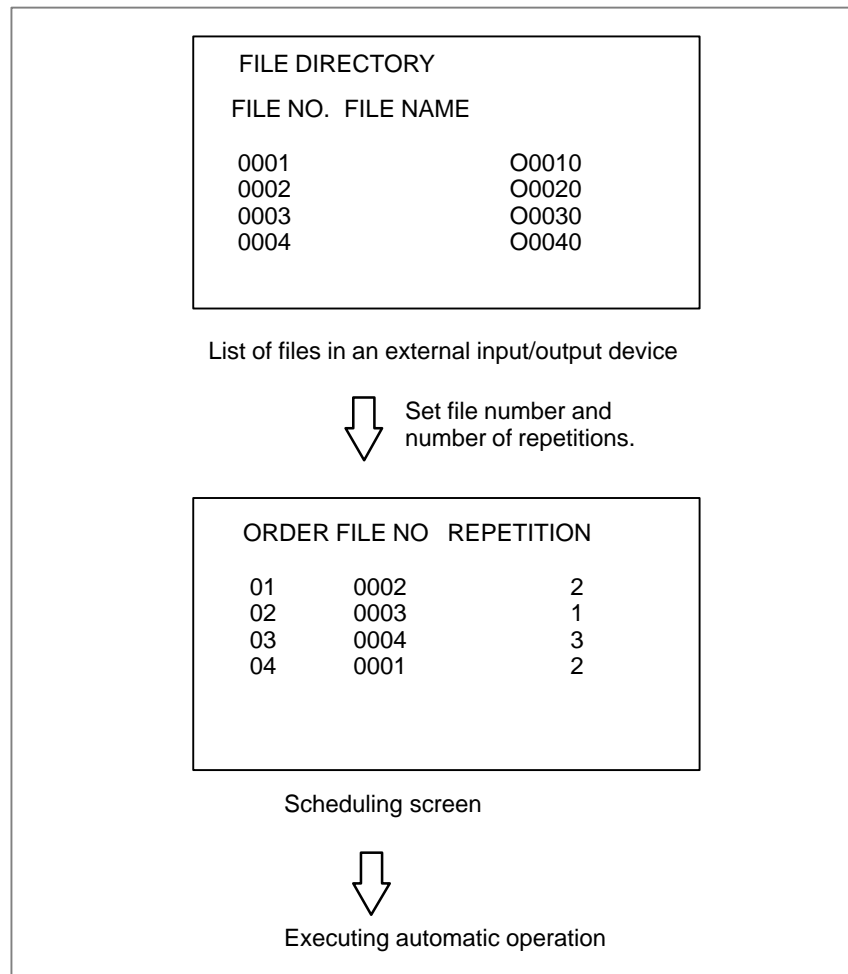 FILE DIRECTORY
FILE NO. FILE NAME
0001 O0010
0002 O0020
0003 O0030
0004 O0040
List of files in an external input/output device
Set file number and
number of repetitions.
ORDER FILE NO REPETITION
01 0002 2
02 0003 1
03 0004 3
04 0001 2
Scheduling screen
Executing automatic operation